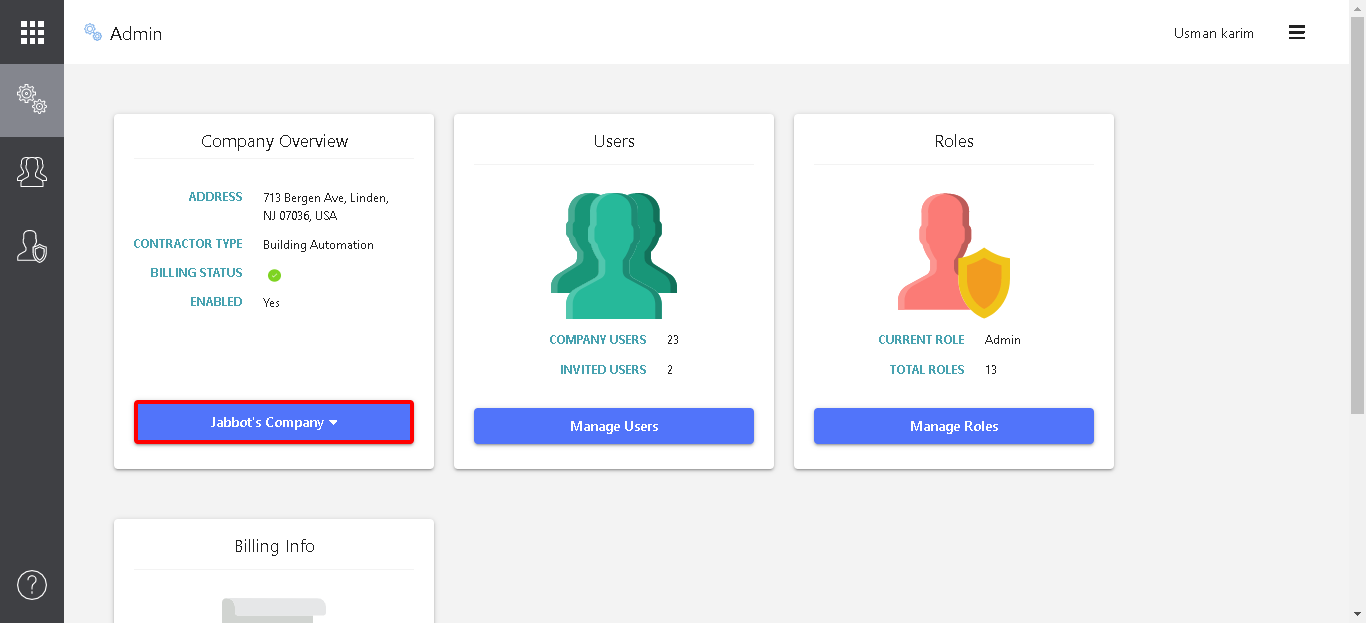 Admin
Usman karim
Company Overview
ADDRESS 713 Bergen Ave, Linden,
NJ 07036, USA
CONTRACTOR TYPE Building Automation
BILLING STATUS
ENABLED Yes
Jabbot's Company
Users
COMPANY USERS 23
INVITED USERS 2
Manage Users
Roles
CURRENT ROLE Admin
TOTAL ROLES 13
Manage Roles
Billing Info
?